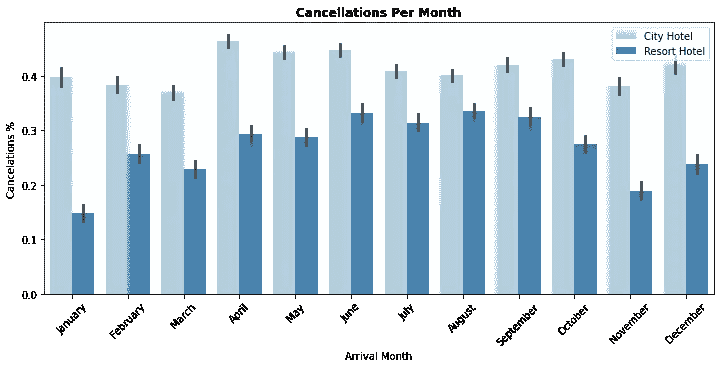 Cancellations Per Month
City Hotel
Resort Hotel
Cancelations %
0.4
0.3
0.2
0.1
0.0
January
February
March
April
May
June
July
August
September
October
November
December
Arrival Month